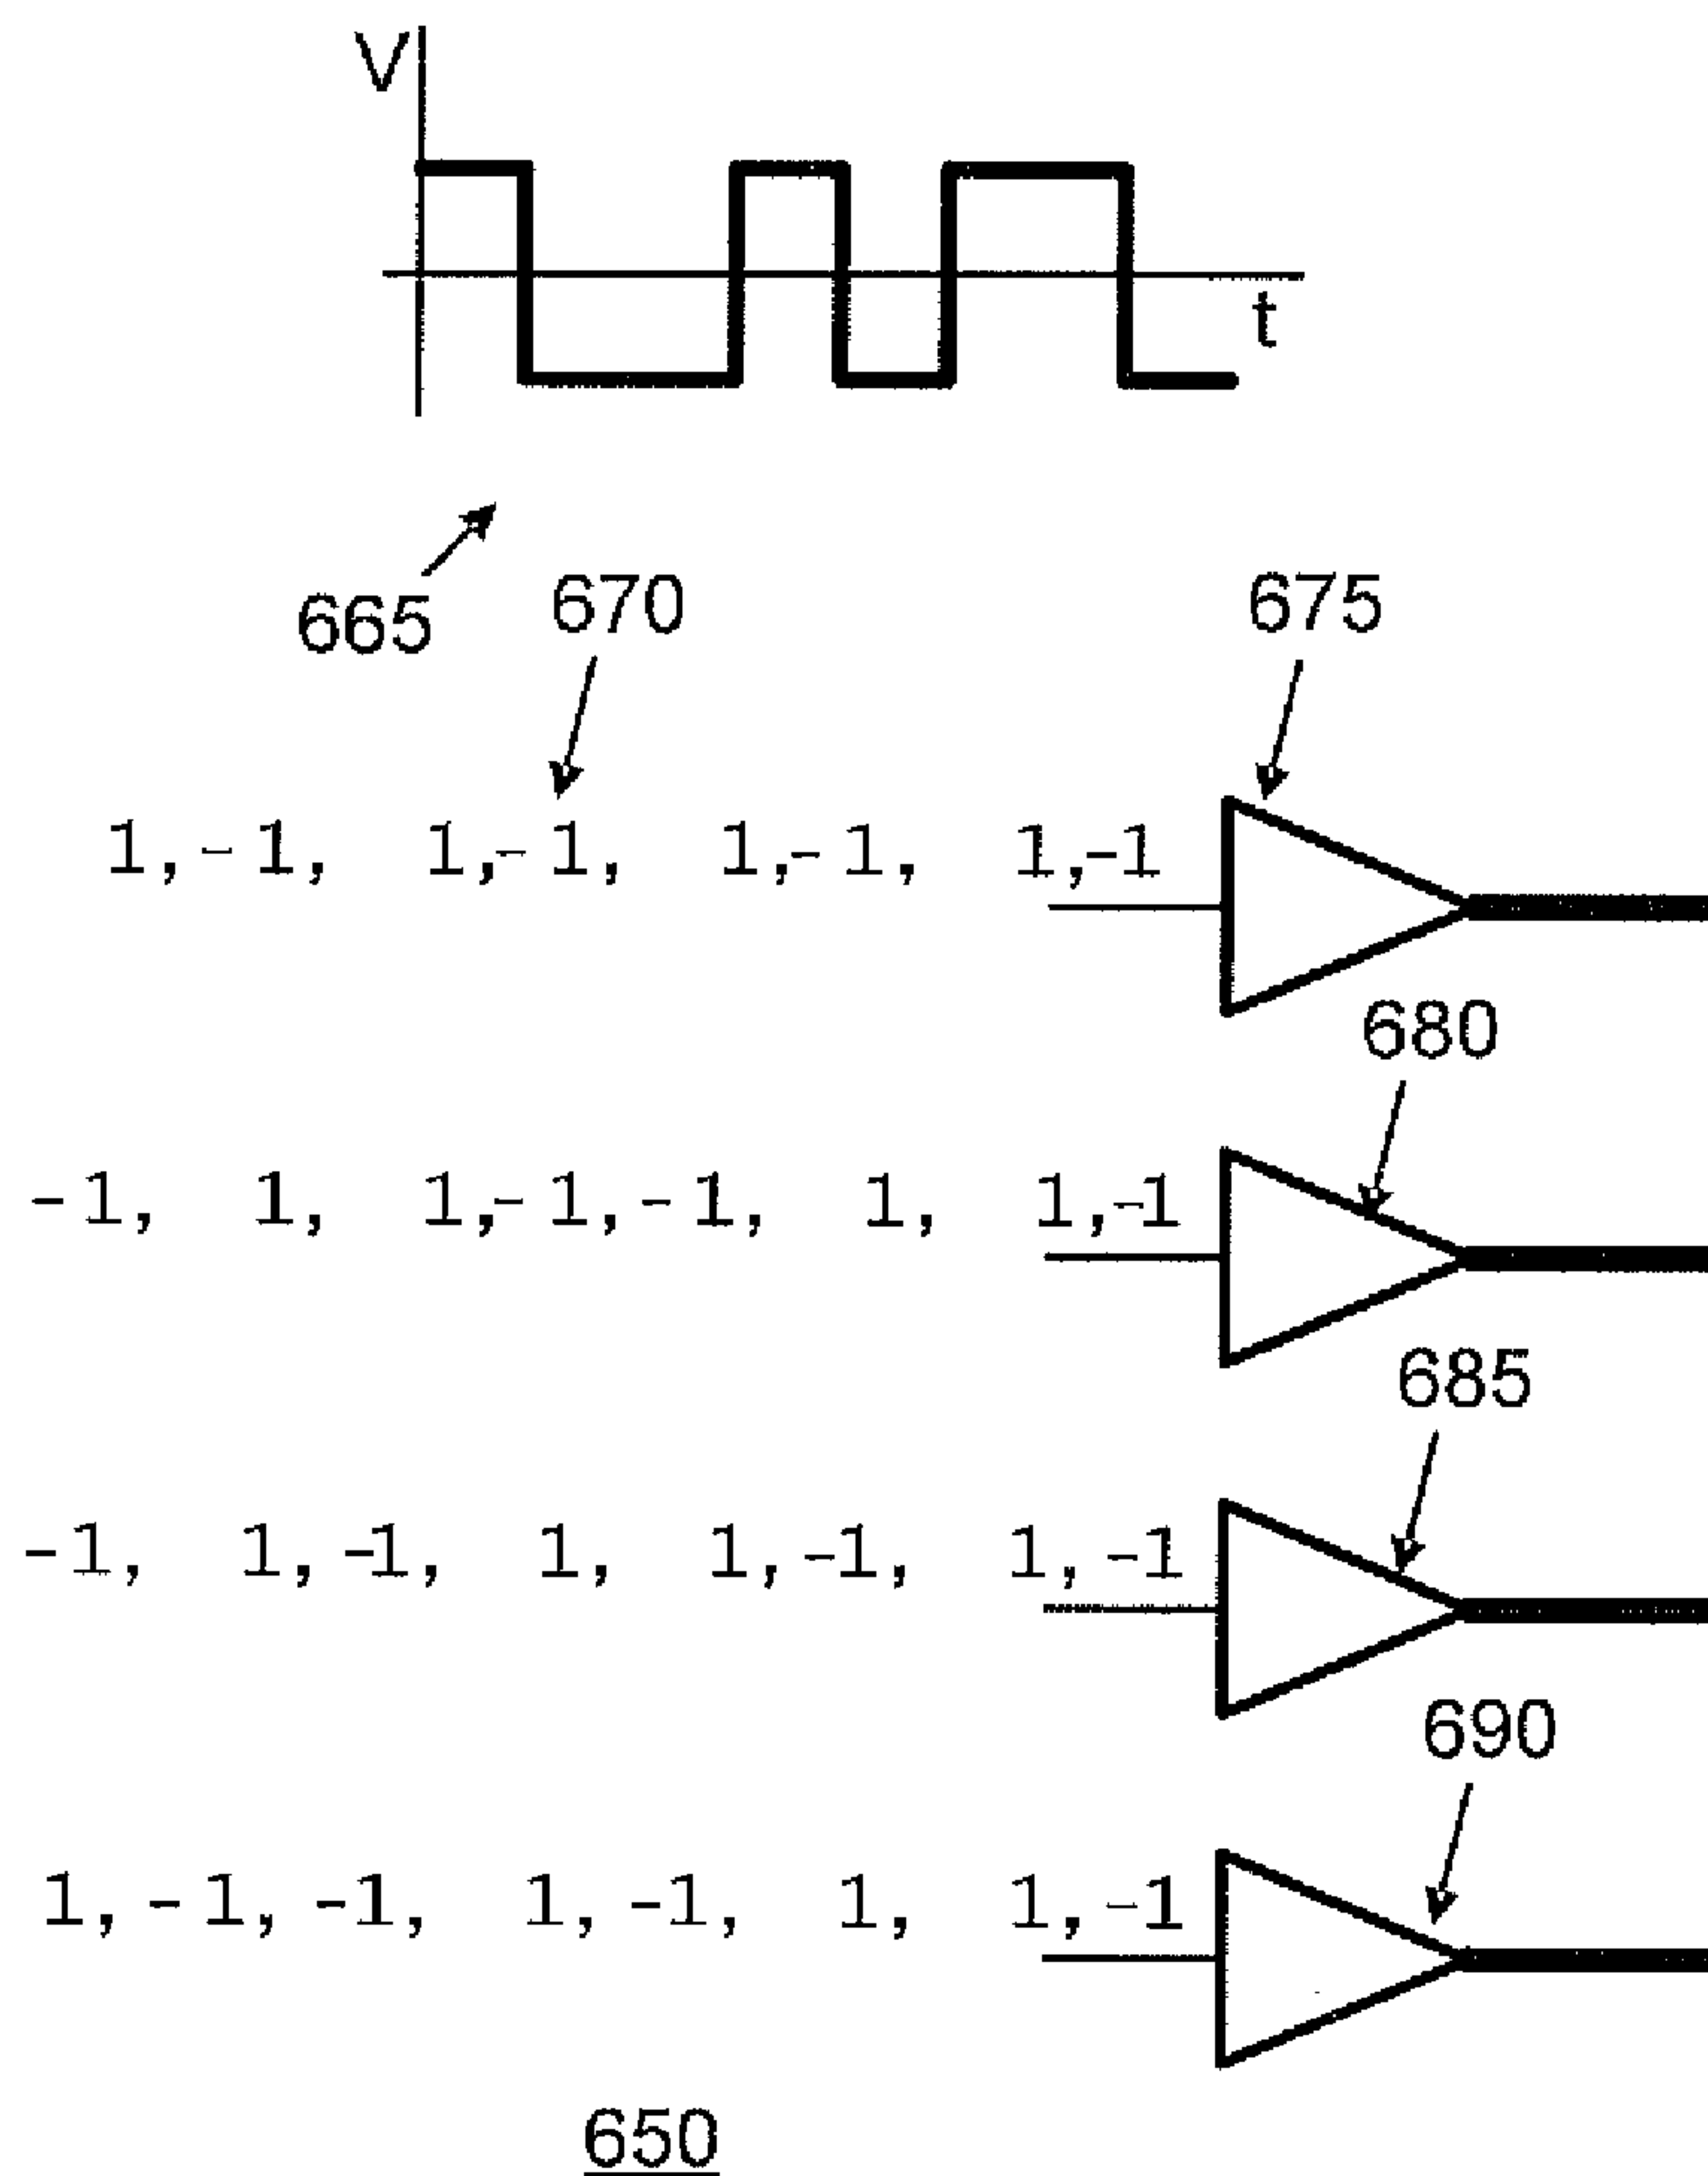 V
t
665
670
675
1, -1, 1,-1, 1,-1, 1,-1
680
-1, 1, 1,-1, -1, 1, 1,-1
685
-1, 1, -1, 1, 1, -1, 1, -1
690
1, -1, -1, 1, -1, 1, 1, -1
650